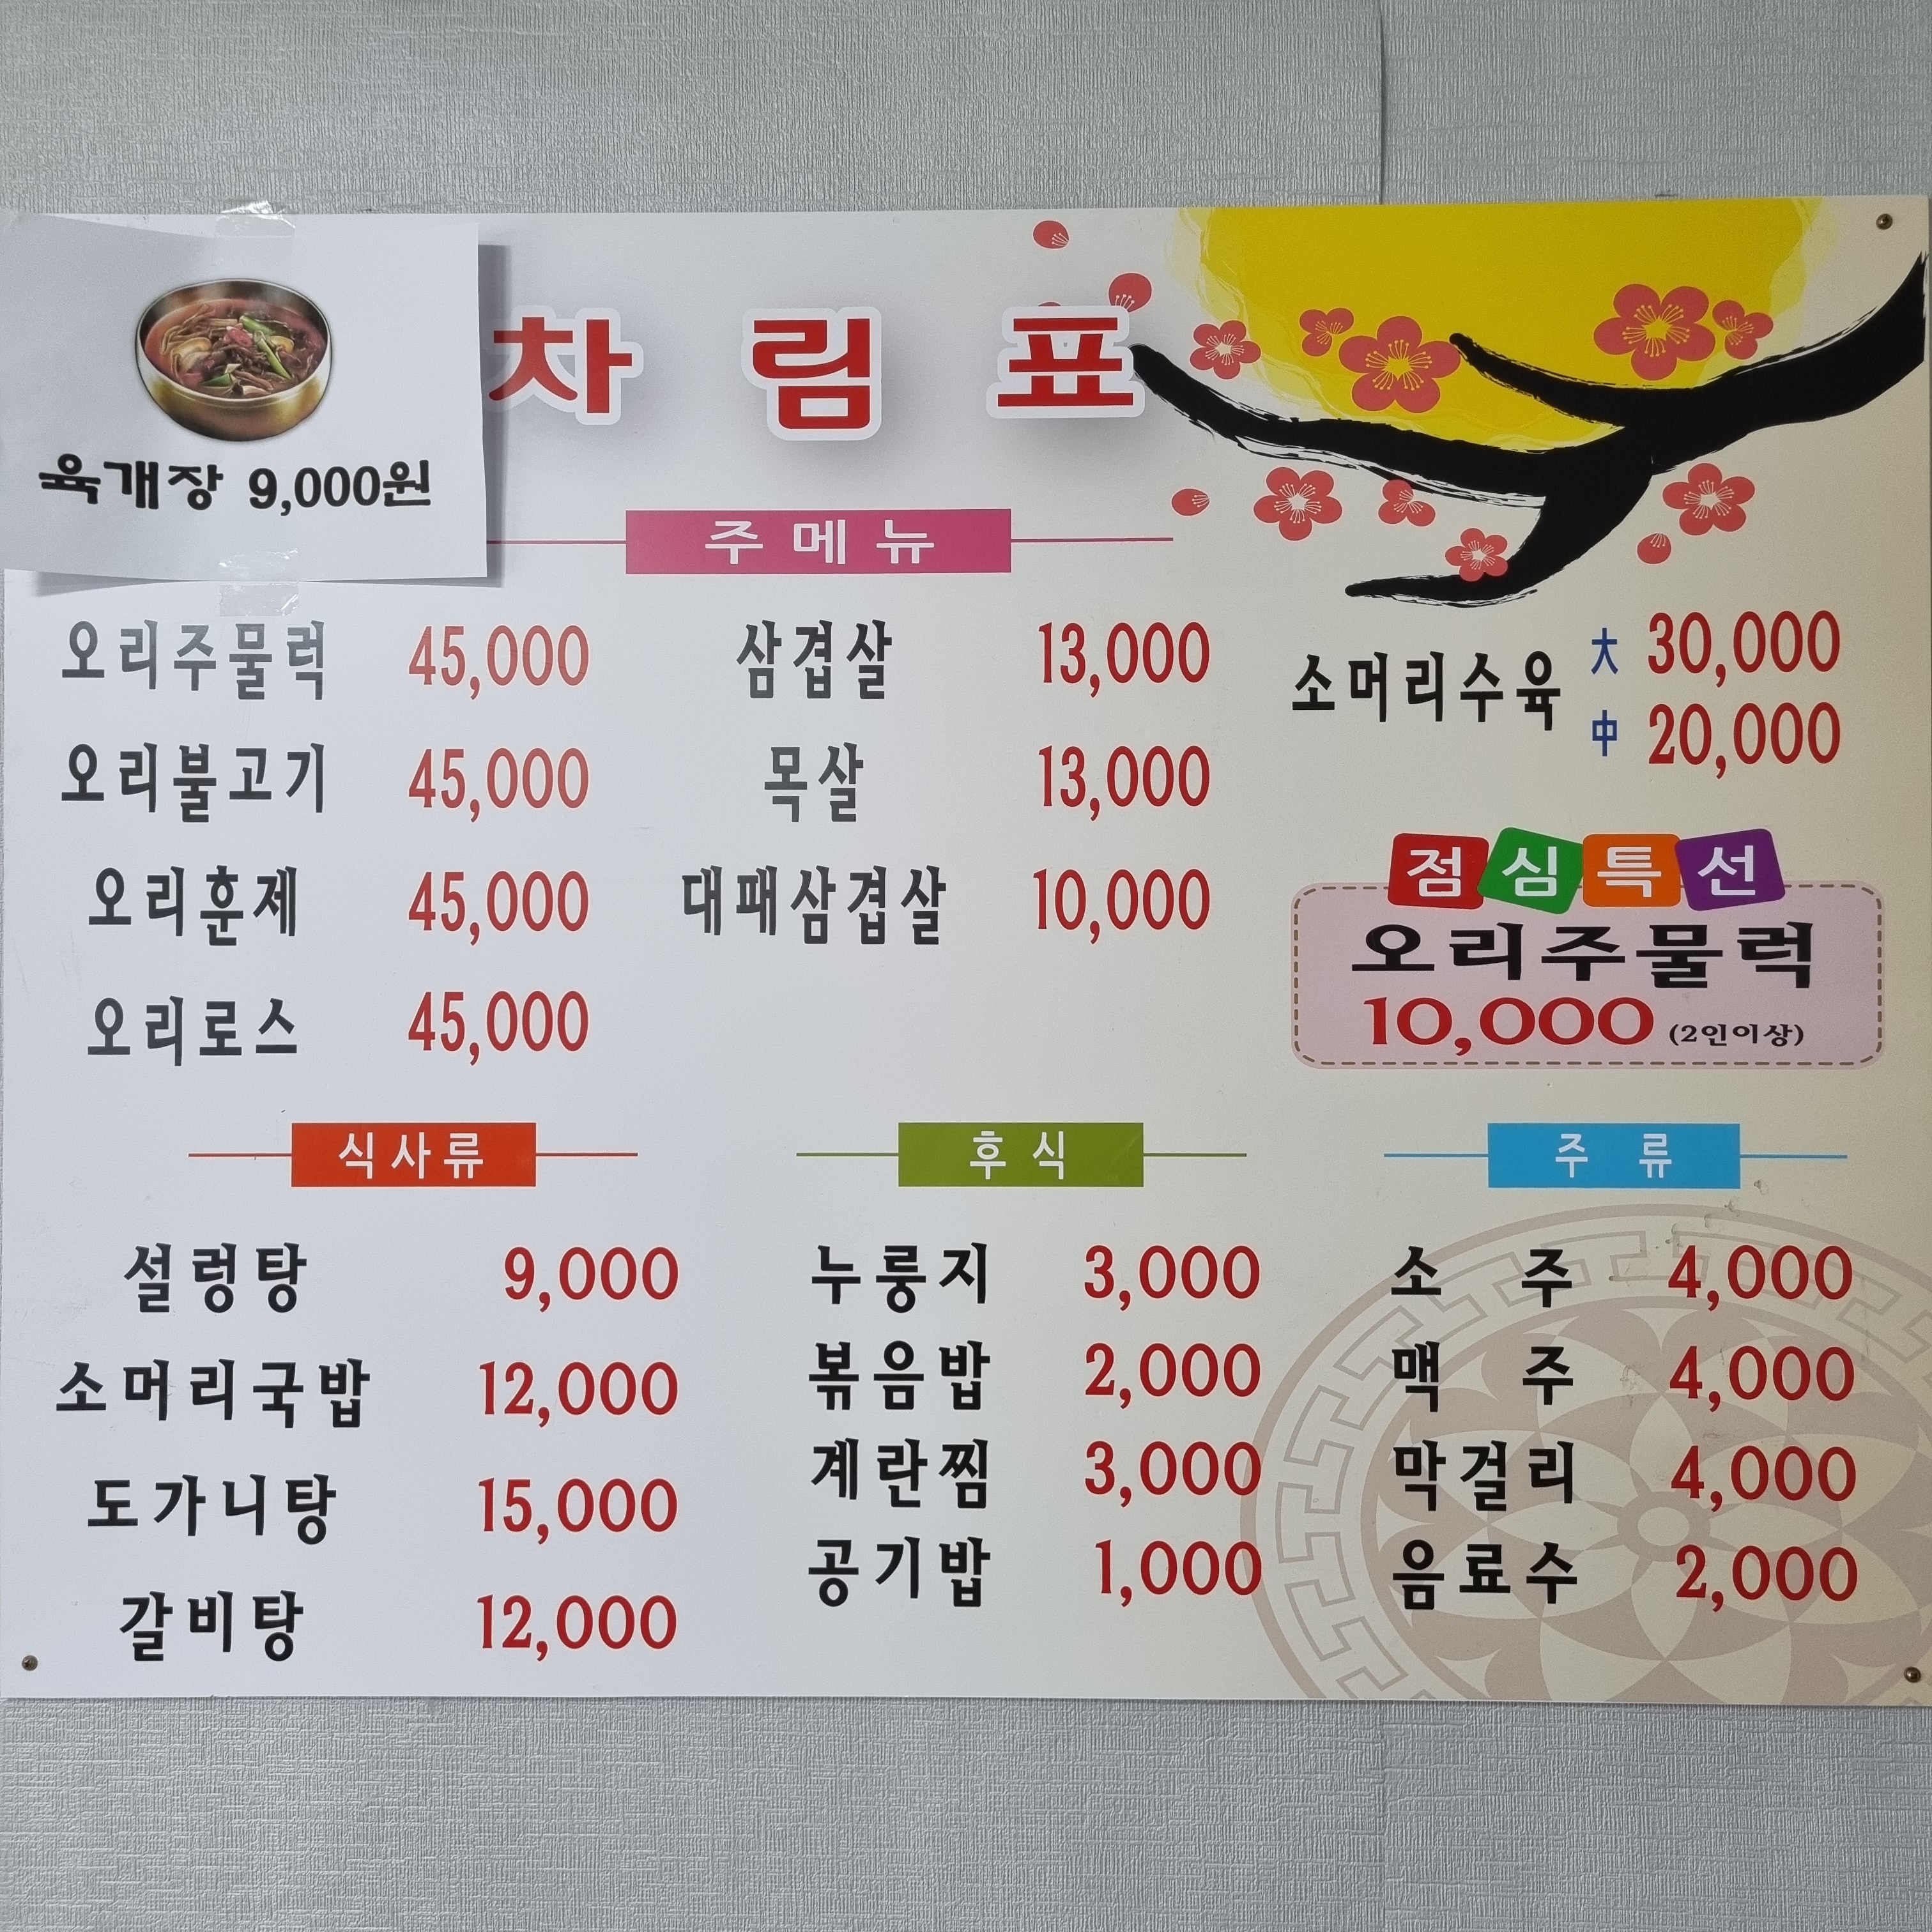 육개장 9,000원
차림표
주메뉴
오리주물럭 45,000
오리불고기 45,000
오리훈제 45,000
오리로스 45,000
삼겹살 13,000
목살 13,000
대패삼겹살 10,000
소머리수육 大 30,000
中 20,000
점심특선
오리주물럭
10,000 (2인이상)
식사류
설렁탕 9,000
소머리국밥 12,000
도가니탕 15,000
갈비탕 12,000
후식
누룽지 3,000
볶음밥 2,000
계란찜 3,000
공기밥 1,000
주류
소주 4,000
맥주 4,000
막걸리 4,000
음료수 2,000